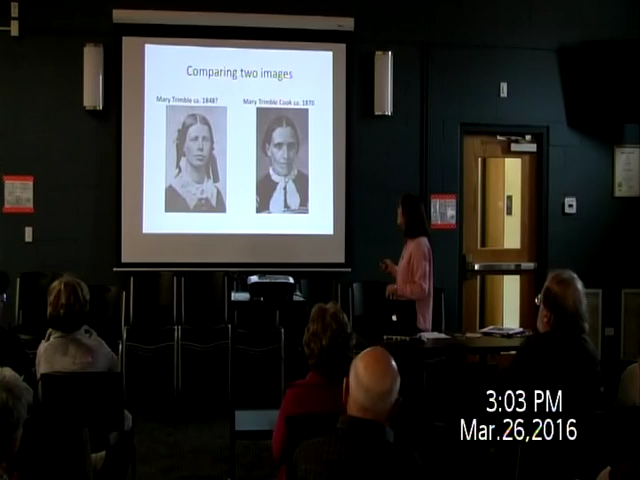 Comparing two images
Mary Trimble ca. 1848?
Mary Trimble Cook ca. 1870
3:03 PM
Mar.26,2016